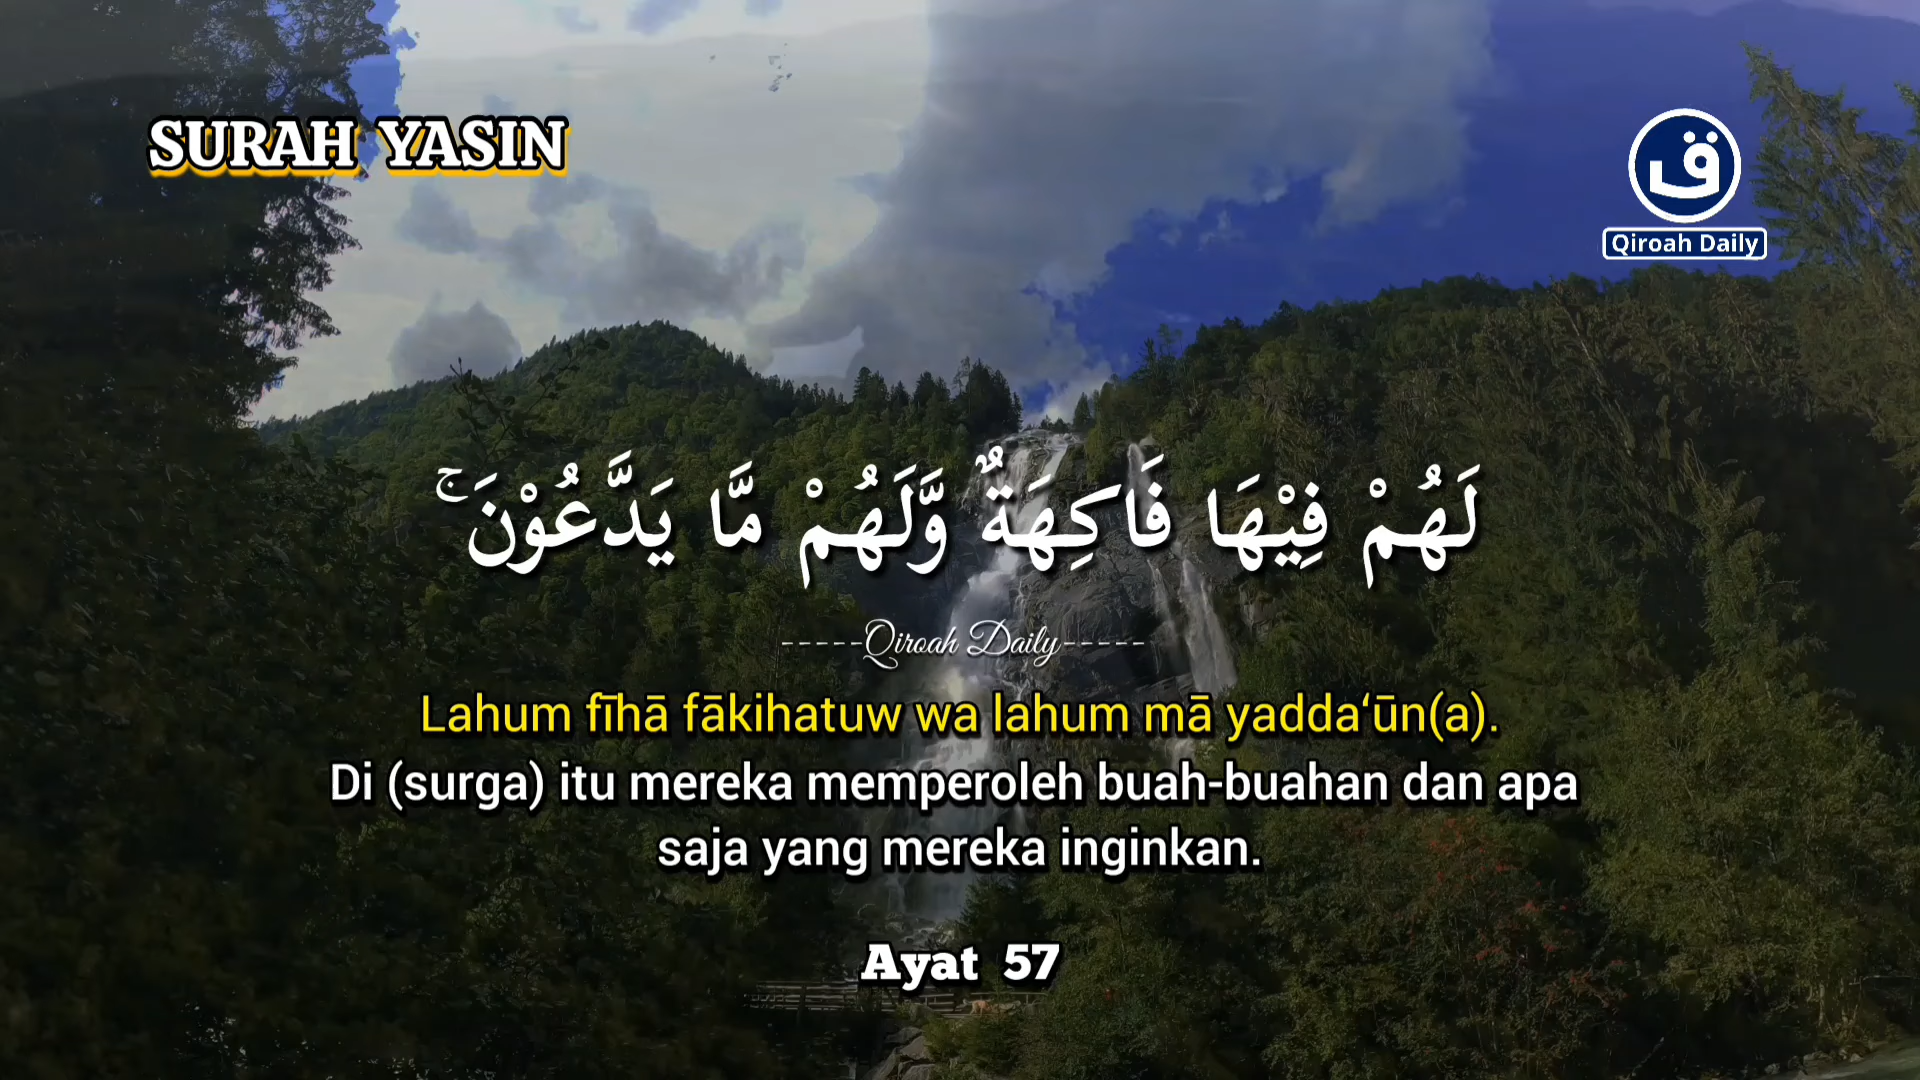 SURAH YASIN
ق
Qiroah Daily
لَهُمْ فِيْهَا فَاكِهَةٌ وَّلَهُمْ مَّا يَدَّعُوْنَ ۚ
-----Qiroah Daily-----
Lahum fīhā fākihatuw wa lahum mā yadda‘ūn(a).
Di (surga) itu mereka memperoleh buah-buahan dan apa
saja yang mereka inginkan.
Ayat 57